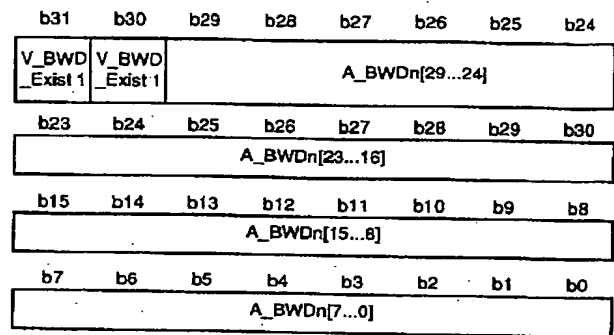 b31 b30 b29 b28 b27 b26 b25 b24
V_BWD V_BWD
_Exist 1 _Exist 1 A_BWDn[29...24]
b23 b24 b25 b26 b27 b28 b29 b30
A_BWDn[23...16]
b15 b14 b13 b12 b11 b10 b9 b8
A_BWDn[15...8]
b7 b6 b5 b4 b3 b2 b1 b0
A_BWDn[7...0]